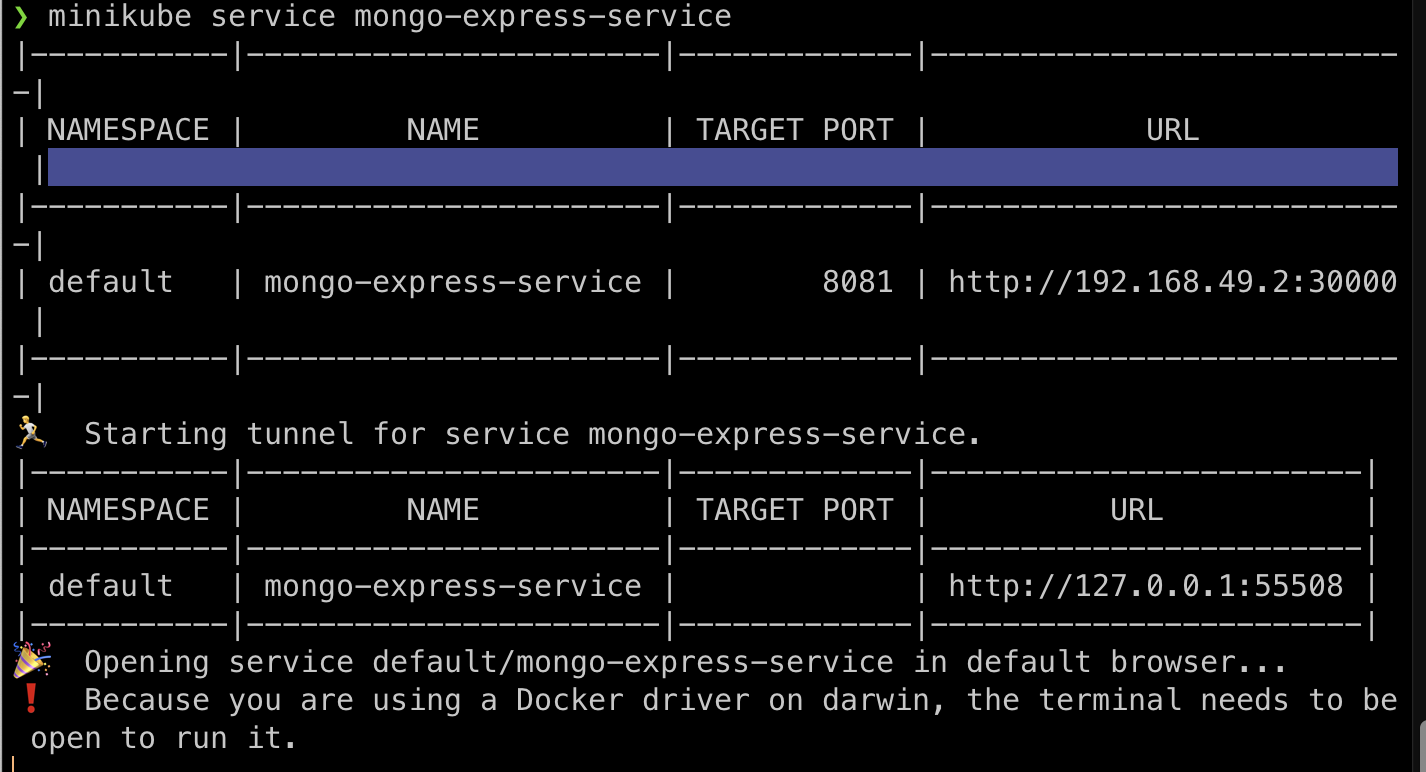 ❯ minikube service mongo-express-service
|-----------|-----------------------|-------------|--------------------------
-|
| NAMESPACE |         NAME          | TARGET PORT |            URL
 |
|-----------|-----------------------|-------------|--------------------------
-|
| default   | mongo-express-service |        8081 | http://192.168.49.2:30000
 |
|-----------|-----------------------|-------------|--------------------------
-|
🏃  Starting tunnel for service mongo-express-service.
|-----------|-----------------------|-------------|------------------------|
| NAMESPACE |         NAME          | TARGET PORT |          URL           |
|-----------|-----------------------|-------------|------------------------|
| default   | mongo-express-service |             | http://127.0.0.1:55508 |
|-----------|-----------------------|-------------|------------------------|
🎉  Opening service default/mongo-express-service in default browser...
❗  Because you are using a Docker driver on darwin, the terminal needs to be
 open to run it.